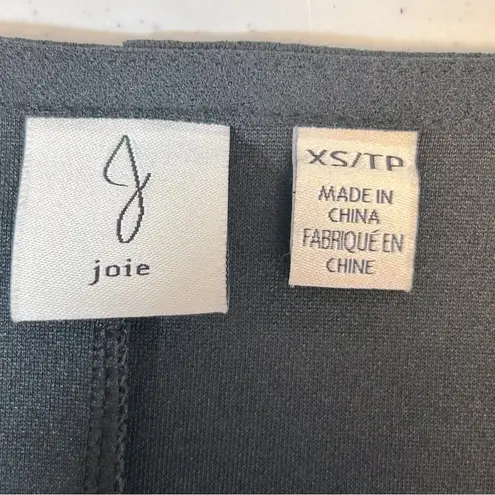 J
joie
XS/TP
MADE IN
CHINA
FABRIQUÉ EN
CHINE